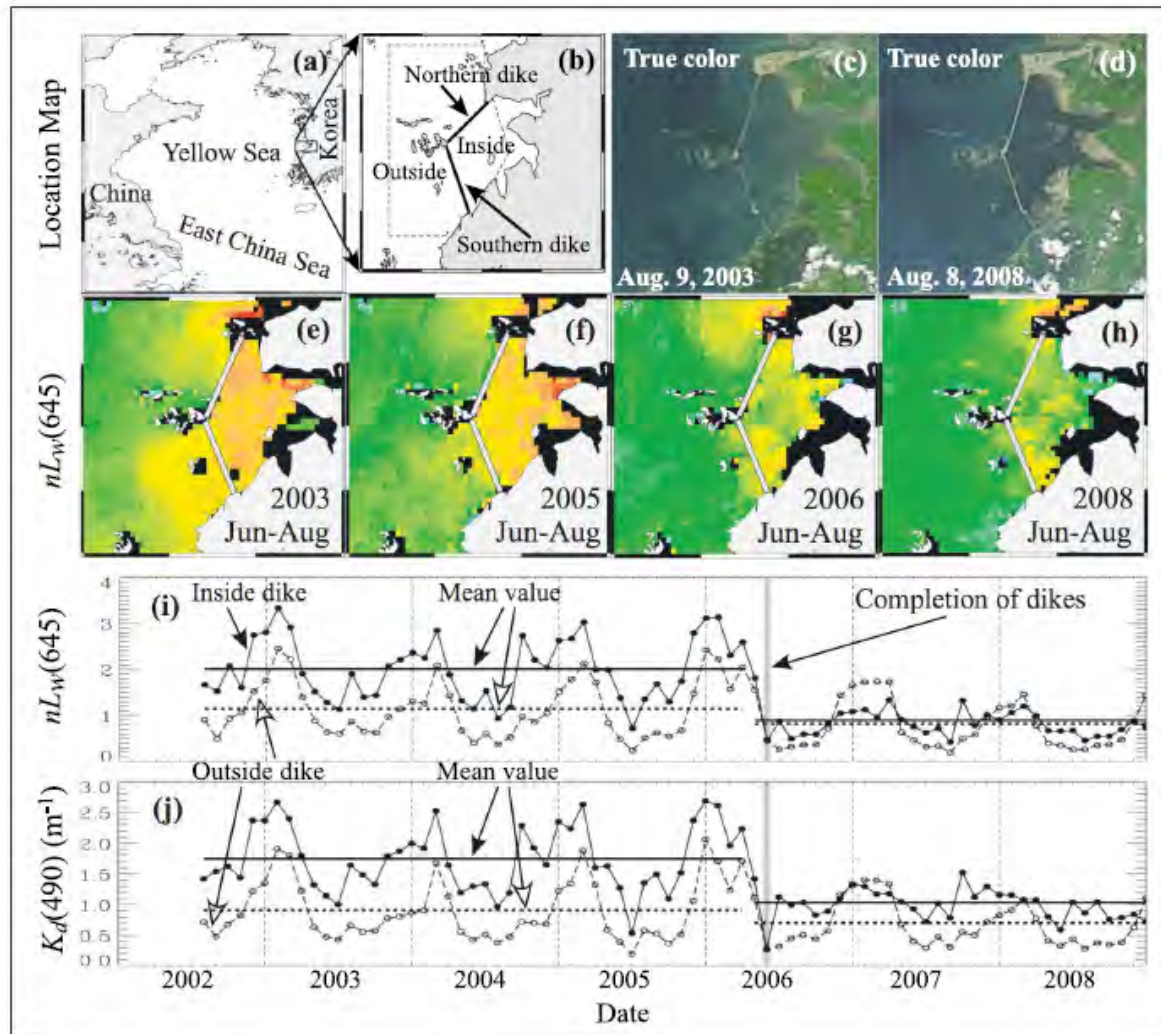 Location Map
(a)
Yellow Sea
Korea
China
East China Sea
(b)
Northern dike
Inside
Outside
Southern dike
True color
(c)
Aug. 9, 2003
True color
(d)
Aug. 8, 2008
nLw(645)
(e)
2003
Jun-Aug
(f)
2005
Jun-Aug
(g)
2006
Jun-Aug
(h)
2008
Jun-Aug
nLw(645)
4
3
2
1
0
(i)
Inside dike
Mean value
Completion of dikes
Outside dike
Mean value
Kd(490) (m-1)
3.0
2.5
2.0
1.5
1.0
0.5
0.0
(j)
2002 2003 2004 2005 2006 2007 2008
Date